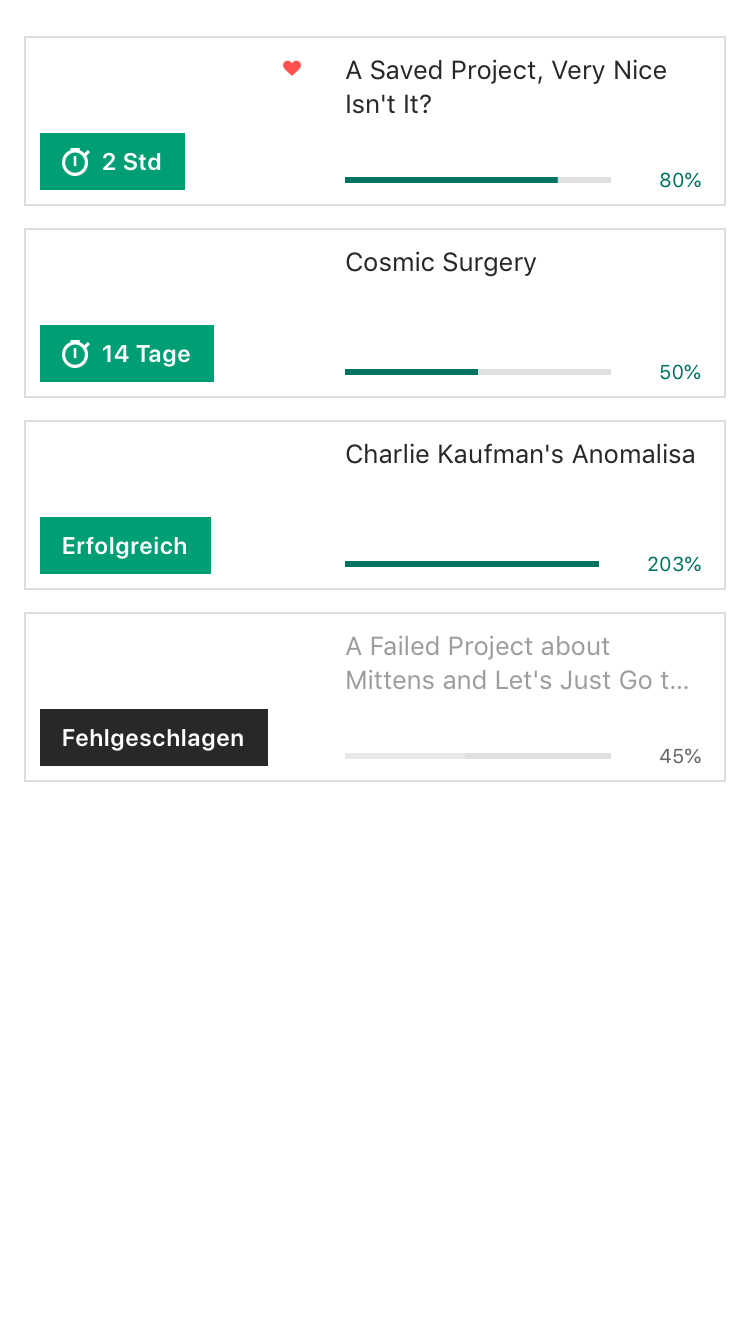 A Saved Project, Very Nice
Isn't It?
2 Std
80%
Cosmic Surgery
14 Tage
50%
Charlie Kaufman's Anomalisa
Erfolgreich
203%
A Failed Project about
Mittens and Let's Just Go t...
Fehlgeschlagen
45%